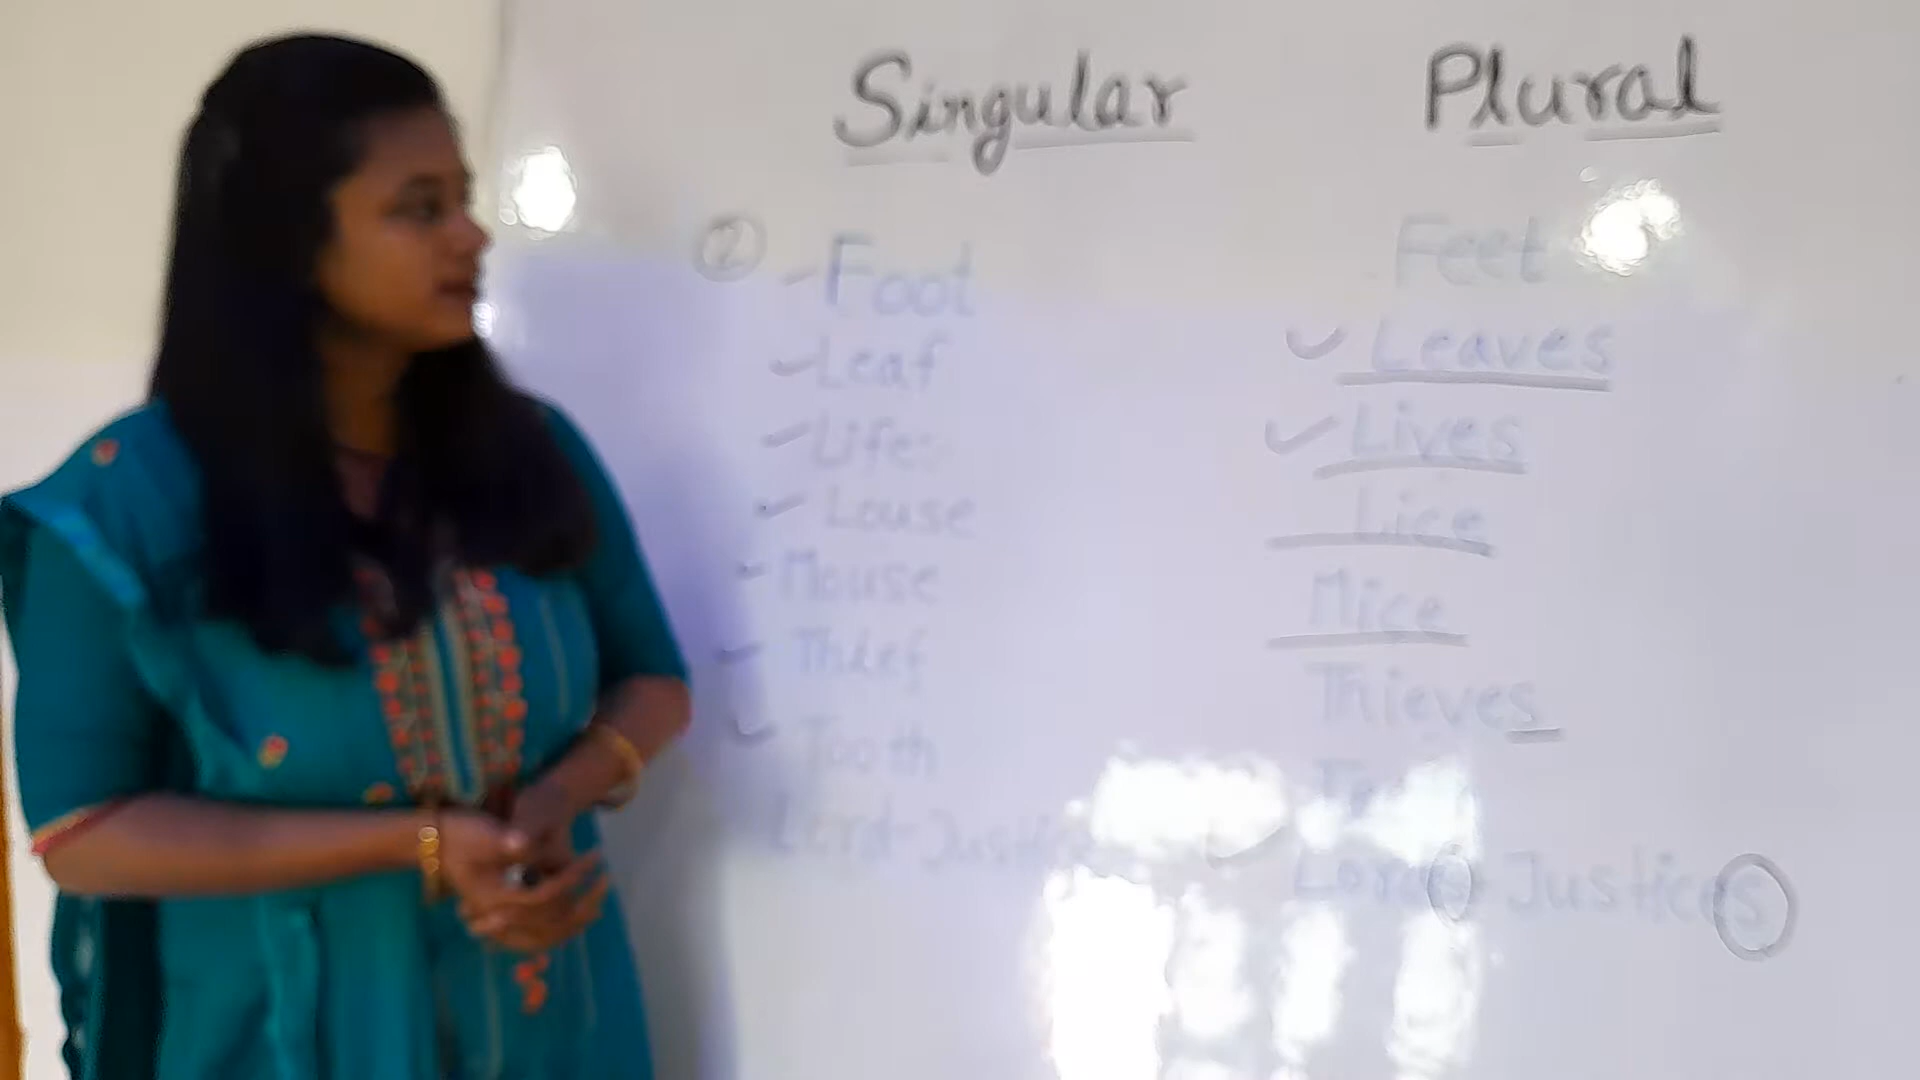 Singular Plural
② Foot Feet
Leaf Leaves
Life Lives
Louse Lice
Mouse Mice
Thief Thieves
Tooth
Lord-Justice Lords-Justices